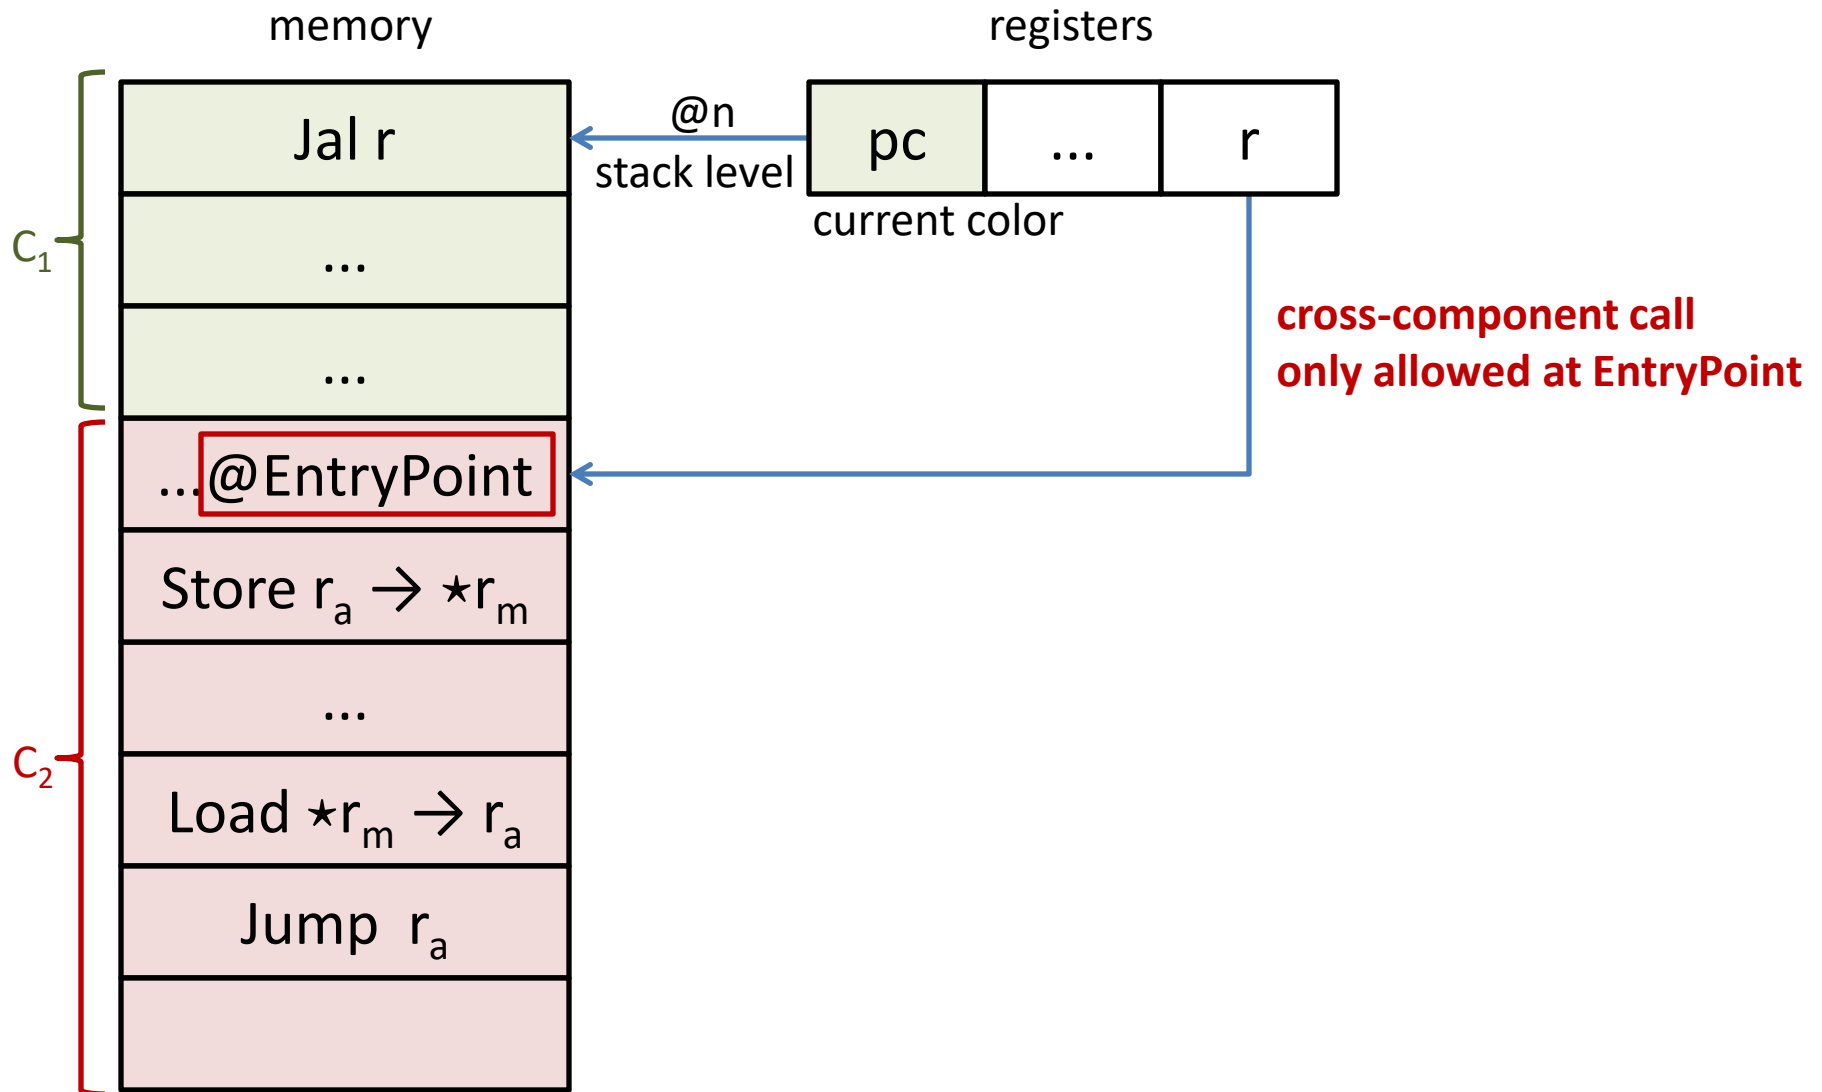 memory
registers
Jal r
@n
stack level
pc
...
r
current color
C₁
...
...
cross-component call
only allowed at EntryPoint
...@EntryPoint
Store rₐ → ⋆rₘ
...
C₂
Load ⋆rₘ → rₐ
Jump rₐ